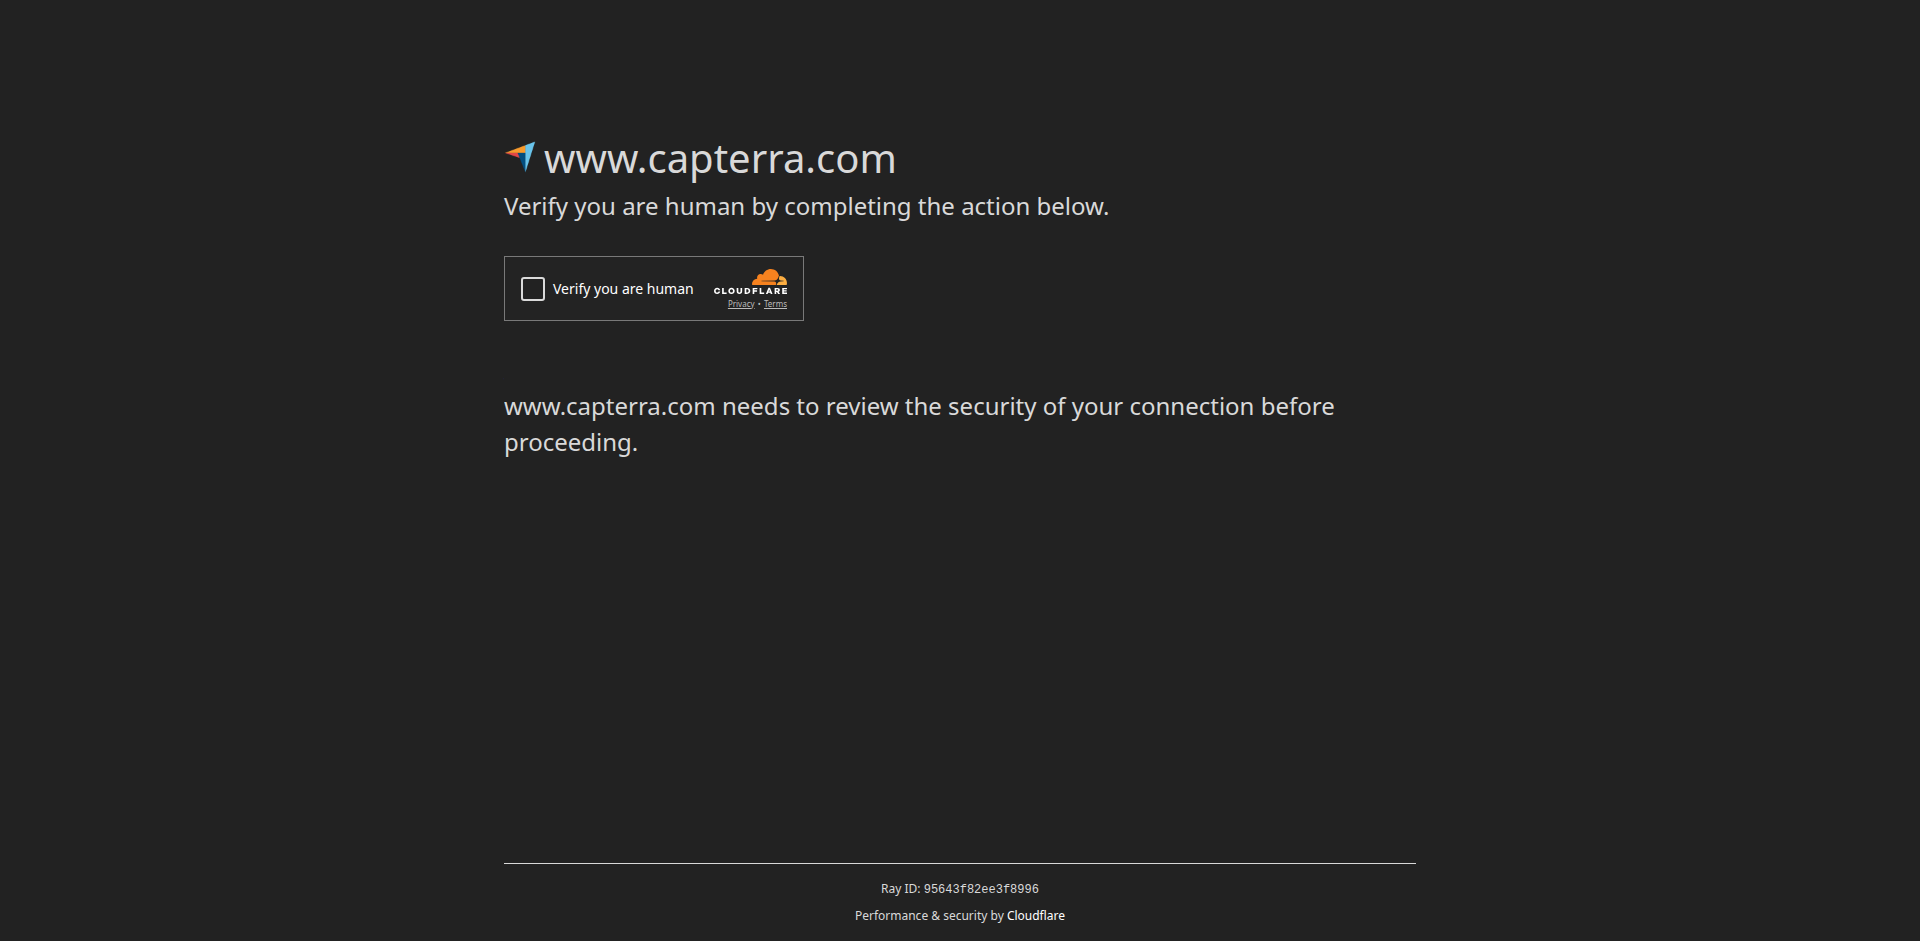 www.capterra.com
Verify you are human by completing the action below.
Verify you are human
CLOUDFLARE
Privacy • Terms
www.capterra.com needs to review the security of your connection before
proceeding.
Ray ID: 95643f82ee3f8996
Performance & security by Cloudflare